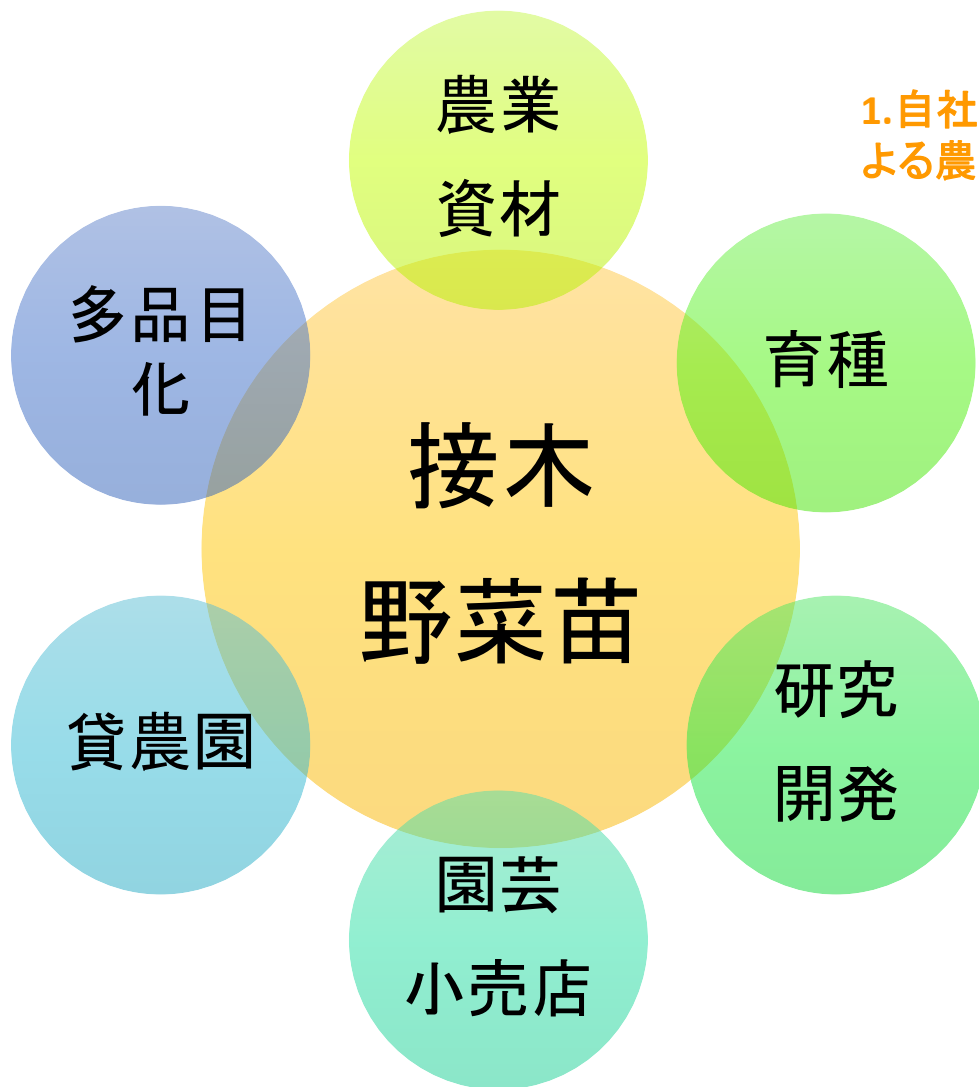 農業
資材
1.自社
よる農
多品目
化
育種
接木
野菜苗
貸農園
研究
開発
園芸
小売店